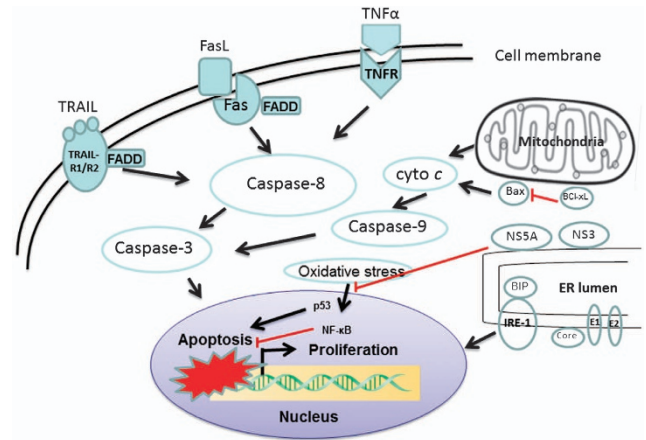 TNFα
FasL
TNFR
Cell membrane
Fas
FADD
TRAIL
TRAIL-
R1/R2
FADD
Mitochondria
Caspase-8
cyto c
Bax
BCl-xL
Caspase-9
NS5A
NS3
Caspase-3
Oxidative stress
BIP
ER lumen
p53
IRE-1
E1
E2
NF-κB
Core
Apoptosis
Proliferation
Nucleus